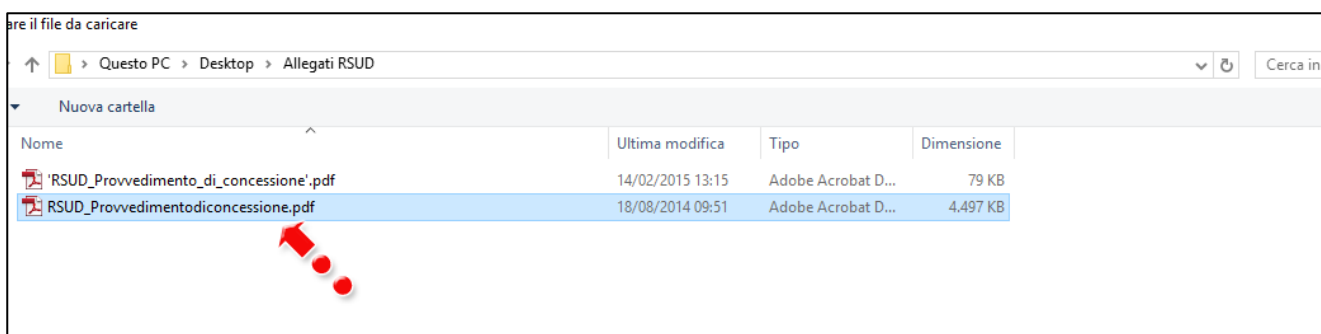 are il file da caricare
Questo PC > Desktop > Allegati RSUD
Cerca in
Nuova cartella
Nome Ultima modifica Tipo Dimensione
'RSUD_Provvedimento_di_concessione'.pdf 14/02/2015 13:15 Adobe Acrobat D... 79 KB
RSUD_Provvedimentodiconcessione.pdf 18/08/2014 09:51 Adobe Acrobat D... 4.497 KB